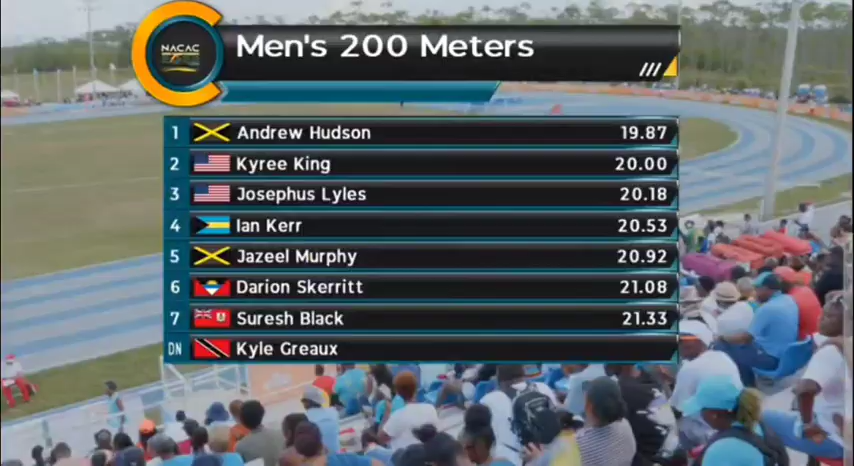 NACAC
Men's 200 Meters
1 Andrew Hudson 19.87
2 Kyree King 20.00
3 Josephus Lyles 20.18
4 Ian Kerr 20.53
5 Jazeel Murphy 20.92
6 Darion Skerritt 21.08
7 Suresh Black 21.33
DN Kyle Greaux